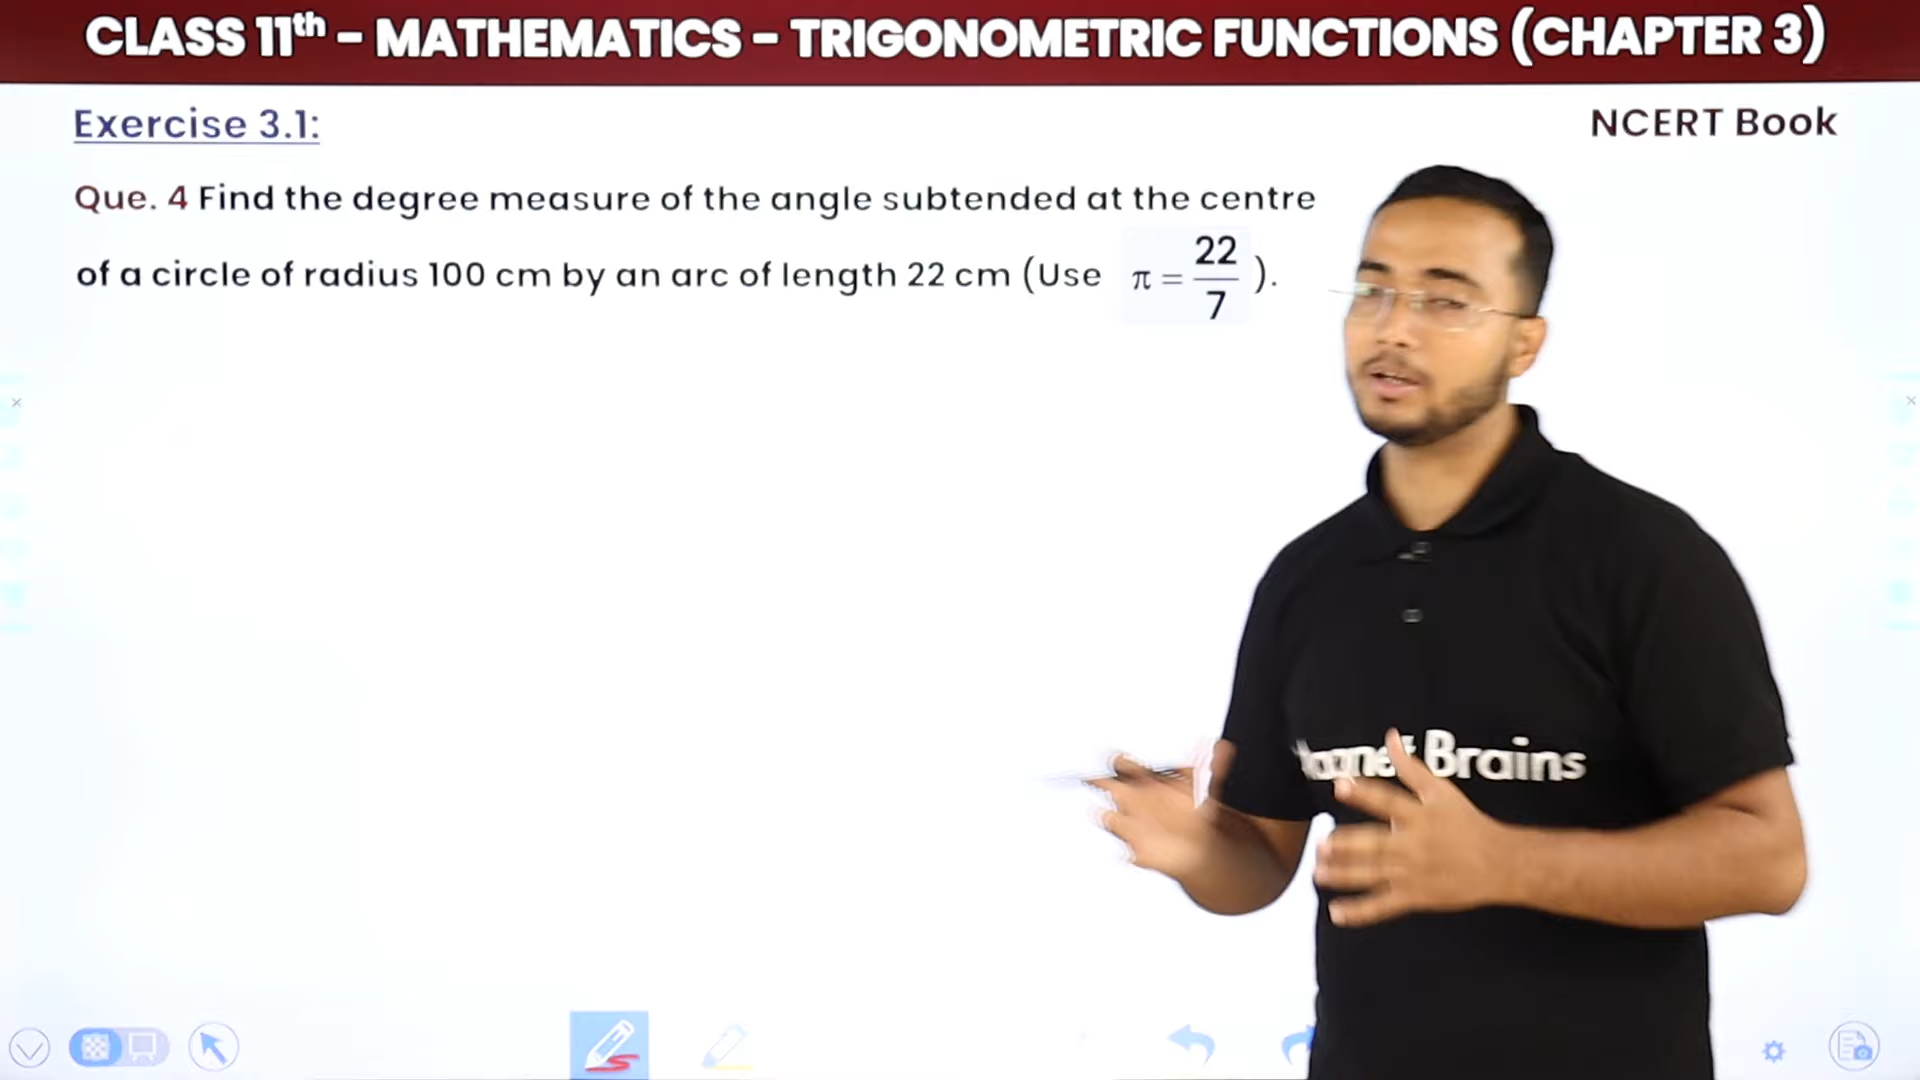 CLASS 11th – MATHEMATICS – TRIGONOMETRIC FUNCTIONS (CHAPTER 3)
Exercise 3.1:
NCERT Book
Que. 4 Find the degree measure of the angle subtended at the centre
of a circle of radius 100 cm by an arc of length 22 cm (Use π = 22/7 ).
Brains